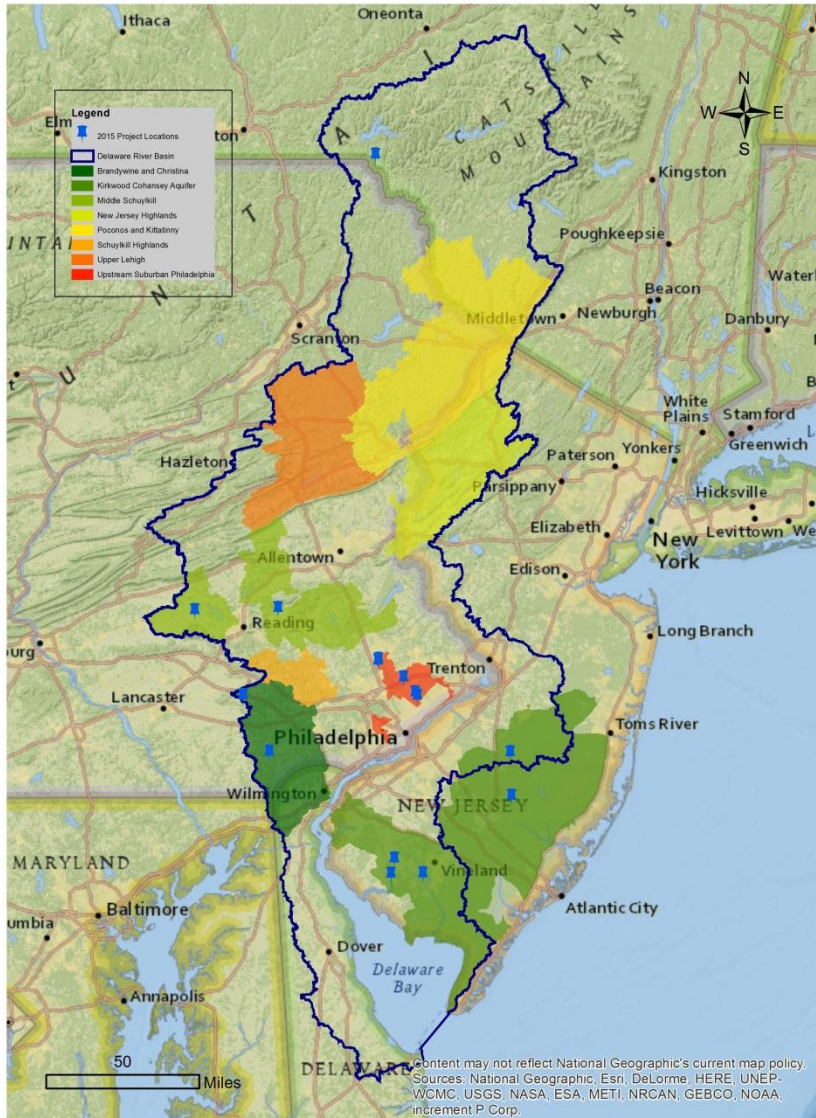 Ithaca
Oneonta
CATSKILL
MOUNTAINS
N
W E
S
Legend
2015 Project Locations
Delaware River Basin
Brandywine and Christina
Kirkwood Cohansey Aquifer
Middle Schuylkill
New Jersey Highlands
Poconos and Kittatinny
Schuylkill Highlands
Upper Lehigh
Upstream Suburban Philadelphia
Kingston
Poughkeepsie
Beacon
Middletown
Newburgh
Danbury
Scranton
White
Plains
Stamford
Greenwich
Hazleton
Paterson
Yonkers
Parsippany
Hicksville
Levittown
Elizabeth
New
York
Allentown
Edison
Reading
Long Branch
Trenton
Lancaster
Toms River
Philadelphia
Wilmington
NEW JERSEY
MARYLAND
Vineland
Baltimore
Atlantic City
Dover
Delaware
Bay
Annapolis
DELAWARE
50
Miles
Content may not reflect National Geographic's current map policy.
Sources: National Geographic, Esri, DeLorme, HERE, UNEP-
WCMC, USGS, NASA, ESA, METI, NRCAN, GEBCO, NOAA,
increment P Corp.